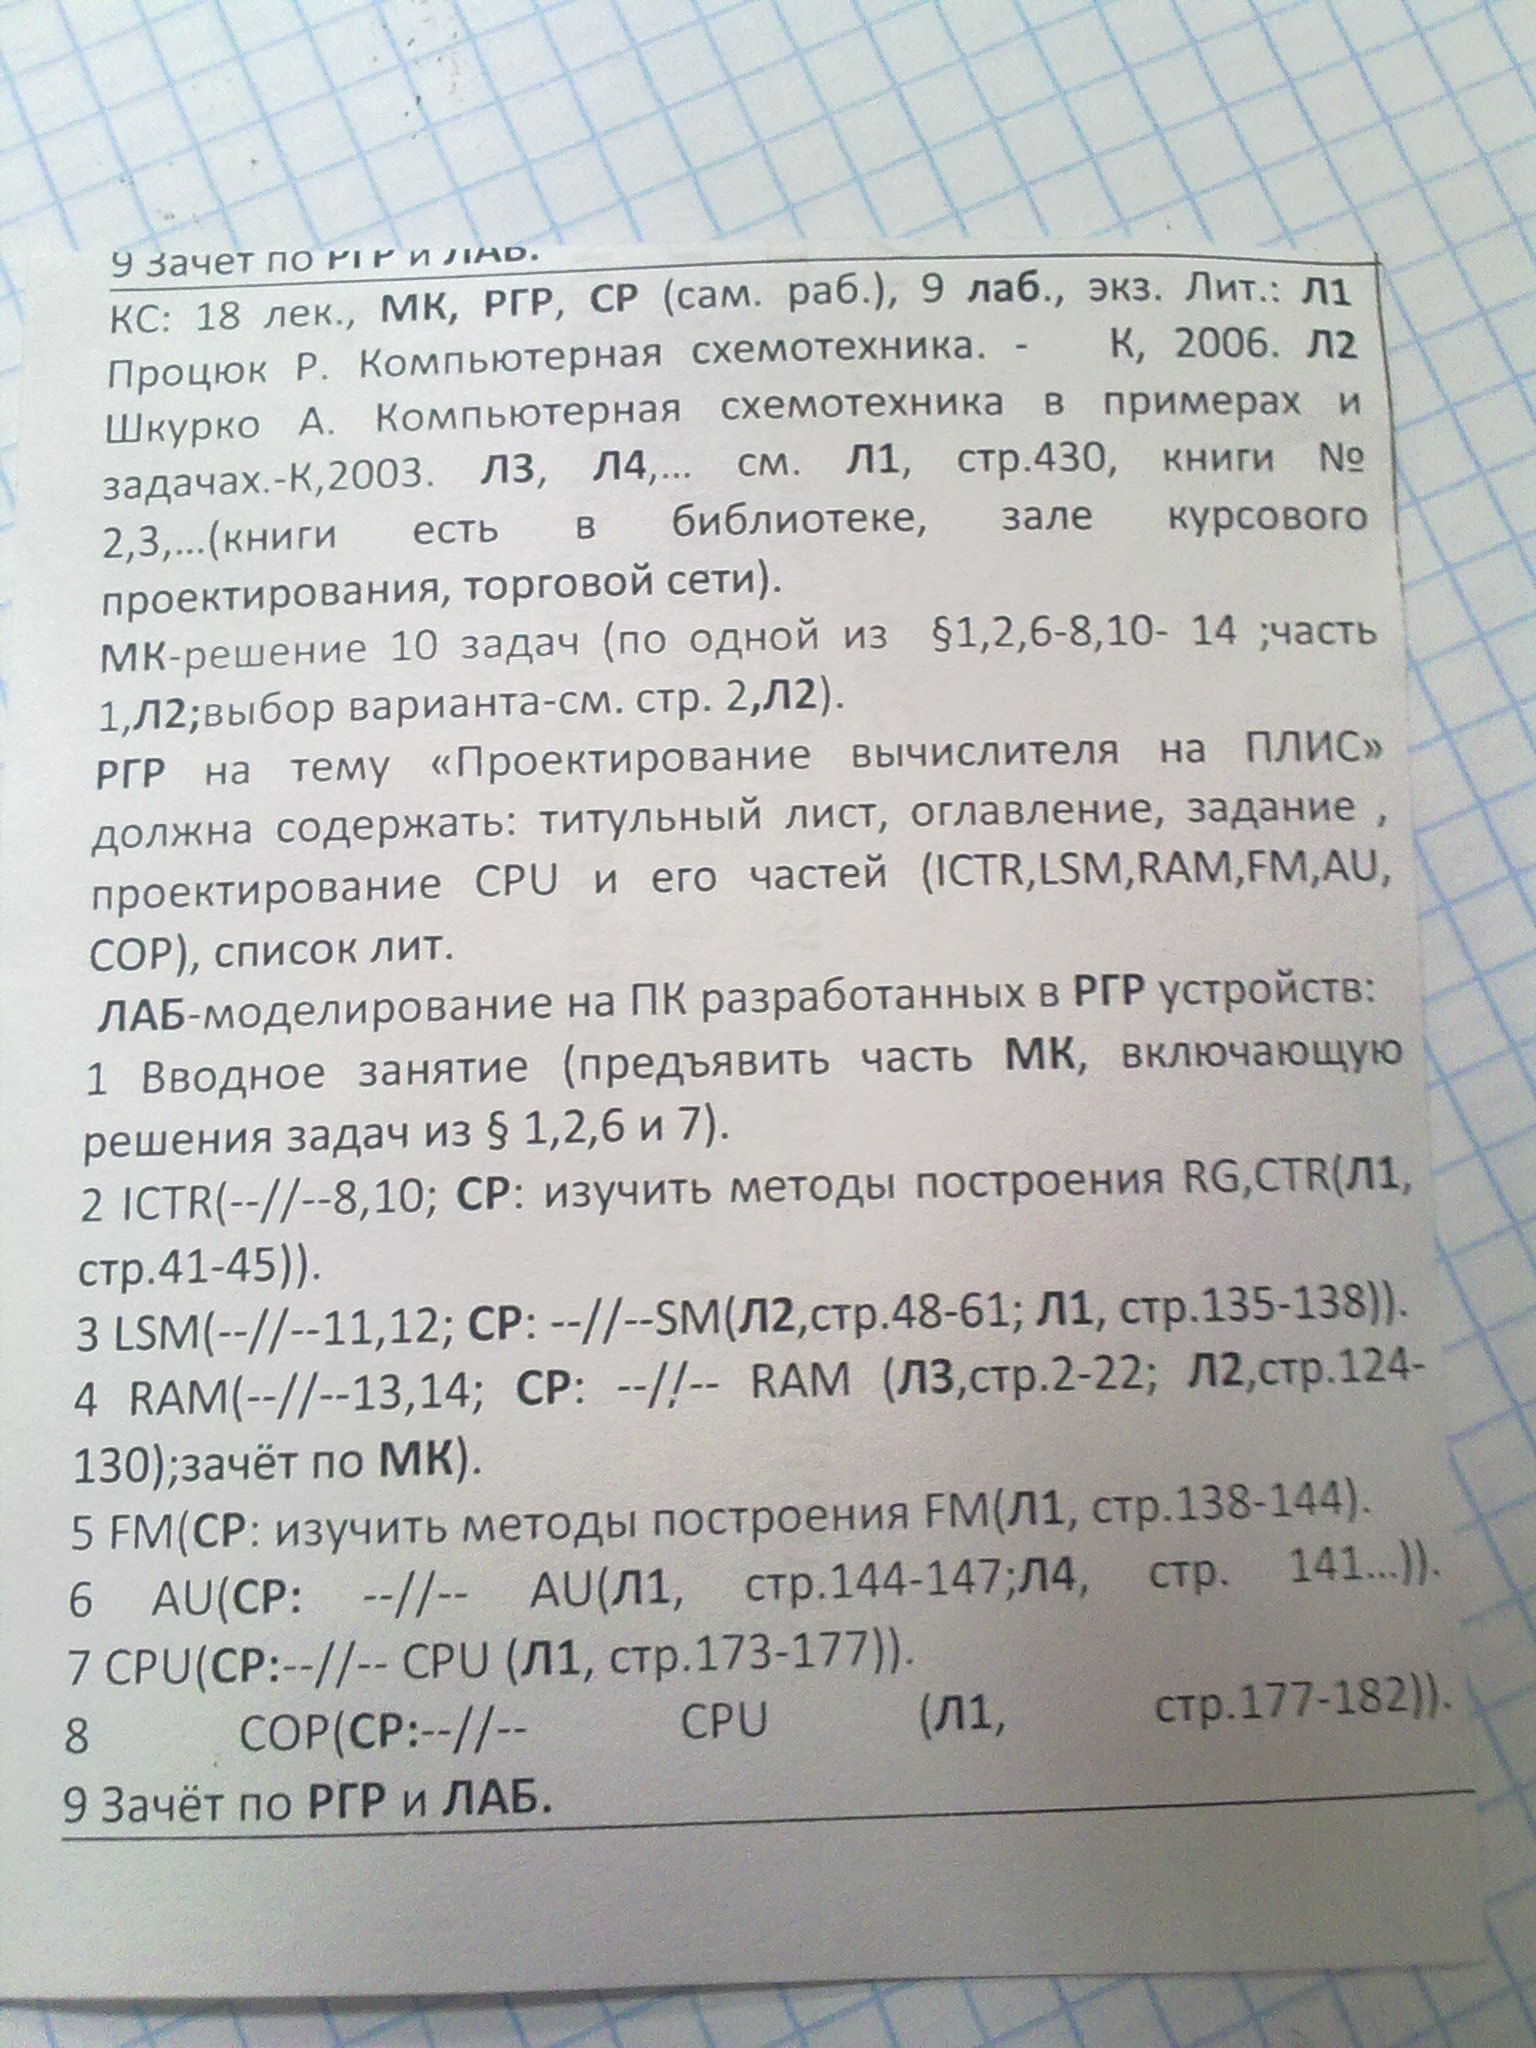 9 Зачет по РГР и ЛАБ.
КС: 18 лек., МК, РГР, СР (сам. раб.), 9 лаб., экз. Лит.: Л1
Процюк Р. Компьютерная схемотехника. - К, 2006. Л2
Шкурко А. Компьютерная схемотехника в примерах и
задачах.-К,2003. Л3, Л4,... см. Л1, стр.430, книги №
2,3,...(книги есть в библиотеке, зале курсового
проектирования, торговой сети).
МК-решение 10 задач (по одной из §1,2,6-8,10- 14 ;часть
1,Л2;выбор варианта-см. стр. 2,Л2).
РГР на тему «Проектирование вычислителя на ПЛИС»
должна содержать: титульный лист, оглавление, задание ,
проектирование CPU и его частей (ICTR,LSM,RAM,FM,AU,
COP), список лит.
ЛАБ-моделирование на ПК разработанных в РГР устройств:
1 Вводное занятие (предъявить часть МК, включающую
решения задач из § 1,2,6 и 7).
2 ICTR(--//--8,10; СР: изучить методы построения RG,CTR(Л1,
стр.41-45)).
3 LSM(--//--11,12; СР: --//--SM(Л2,стр.48-61; Л1, стр.135-138)).
4 RAM(--//--13,14; СР: --//-- RAM (Л3,стр.2-22; Л2,стр.124-
130);зачёт по МК).
5 FM(СР: изучить методы построения FM(Л1, стр.138-144).
6 AU(СР: --//-- AU(Л1, стр.144-147;Л4, стр. 141...)).
7 CPU(СР:--//-- CPU (Л1, стр.173-177)).
8 COP(СР:--//-- CPU (Л1, стр.177-182)).
9 Зачёт по РГР и ЛАБ.